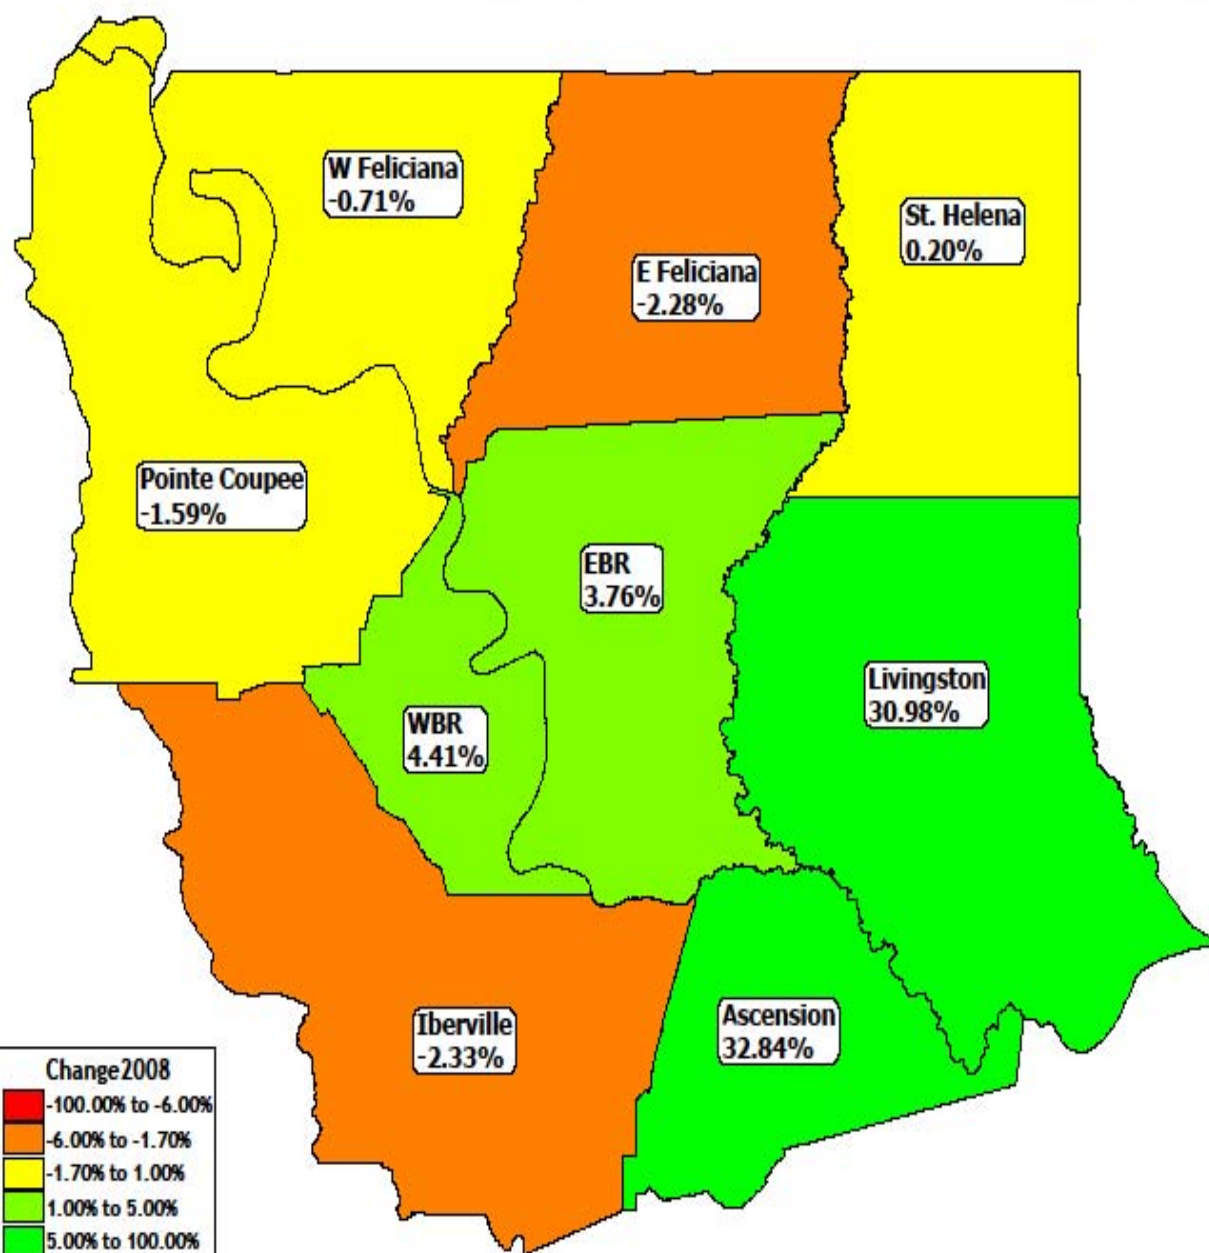 W Feliciana
-0.71%
St. Helena
0.20%
E Feliciana
-2.28%
Pointe Coupee
-1.59%
EBR
3.76%
Livingston
30.98%
WBR
4.41%
Iberville
-2.33%
Ascension
32.84%
Change2008
-100.00% to -6.00%
-6.00% to -1.70%
-1.70% to 1.00%
1.00% to 5.00%
5.00% to 100.00%